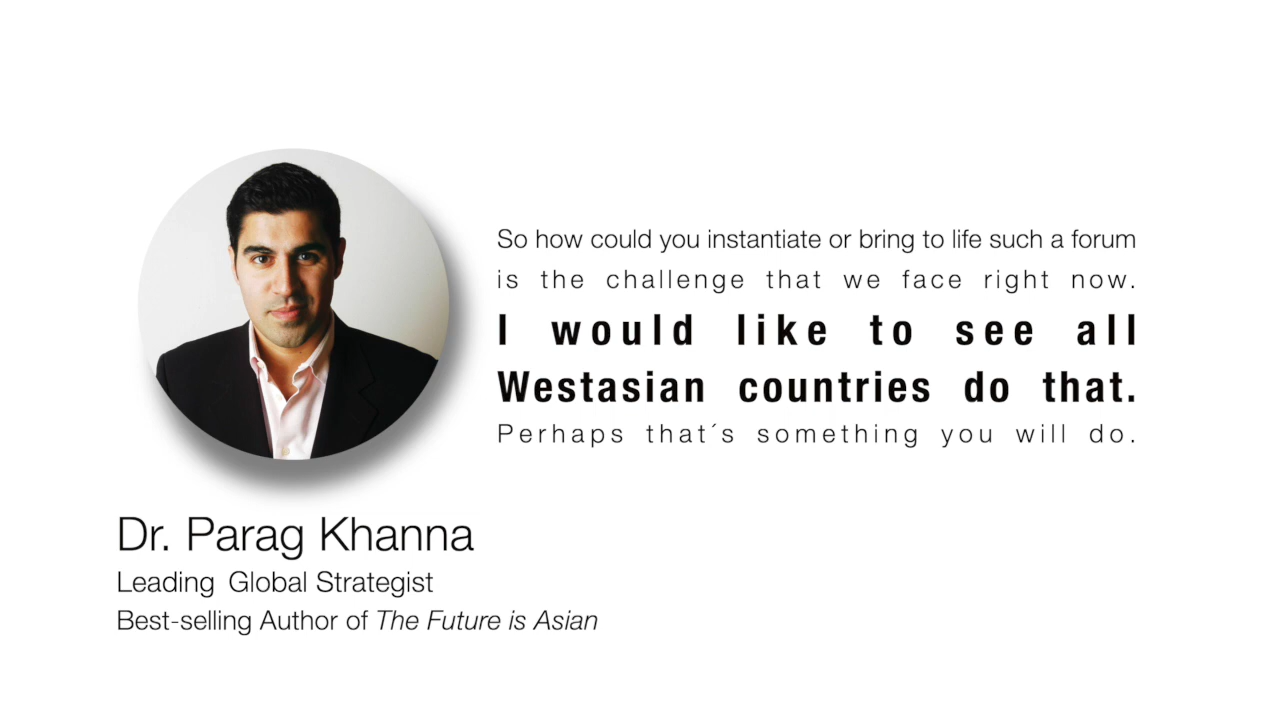 So how could you instantiate or bring to life such a forum
is the challenge that we face right now.
I would like to see all
Westasian countries do that.
Perhaps that´s something you will do.
Dr. Parag Khanna
Leading Global Strategist
Best-selling Author of The Future is Asian